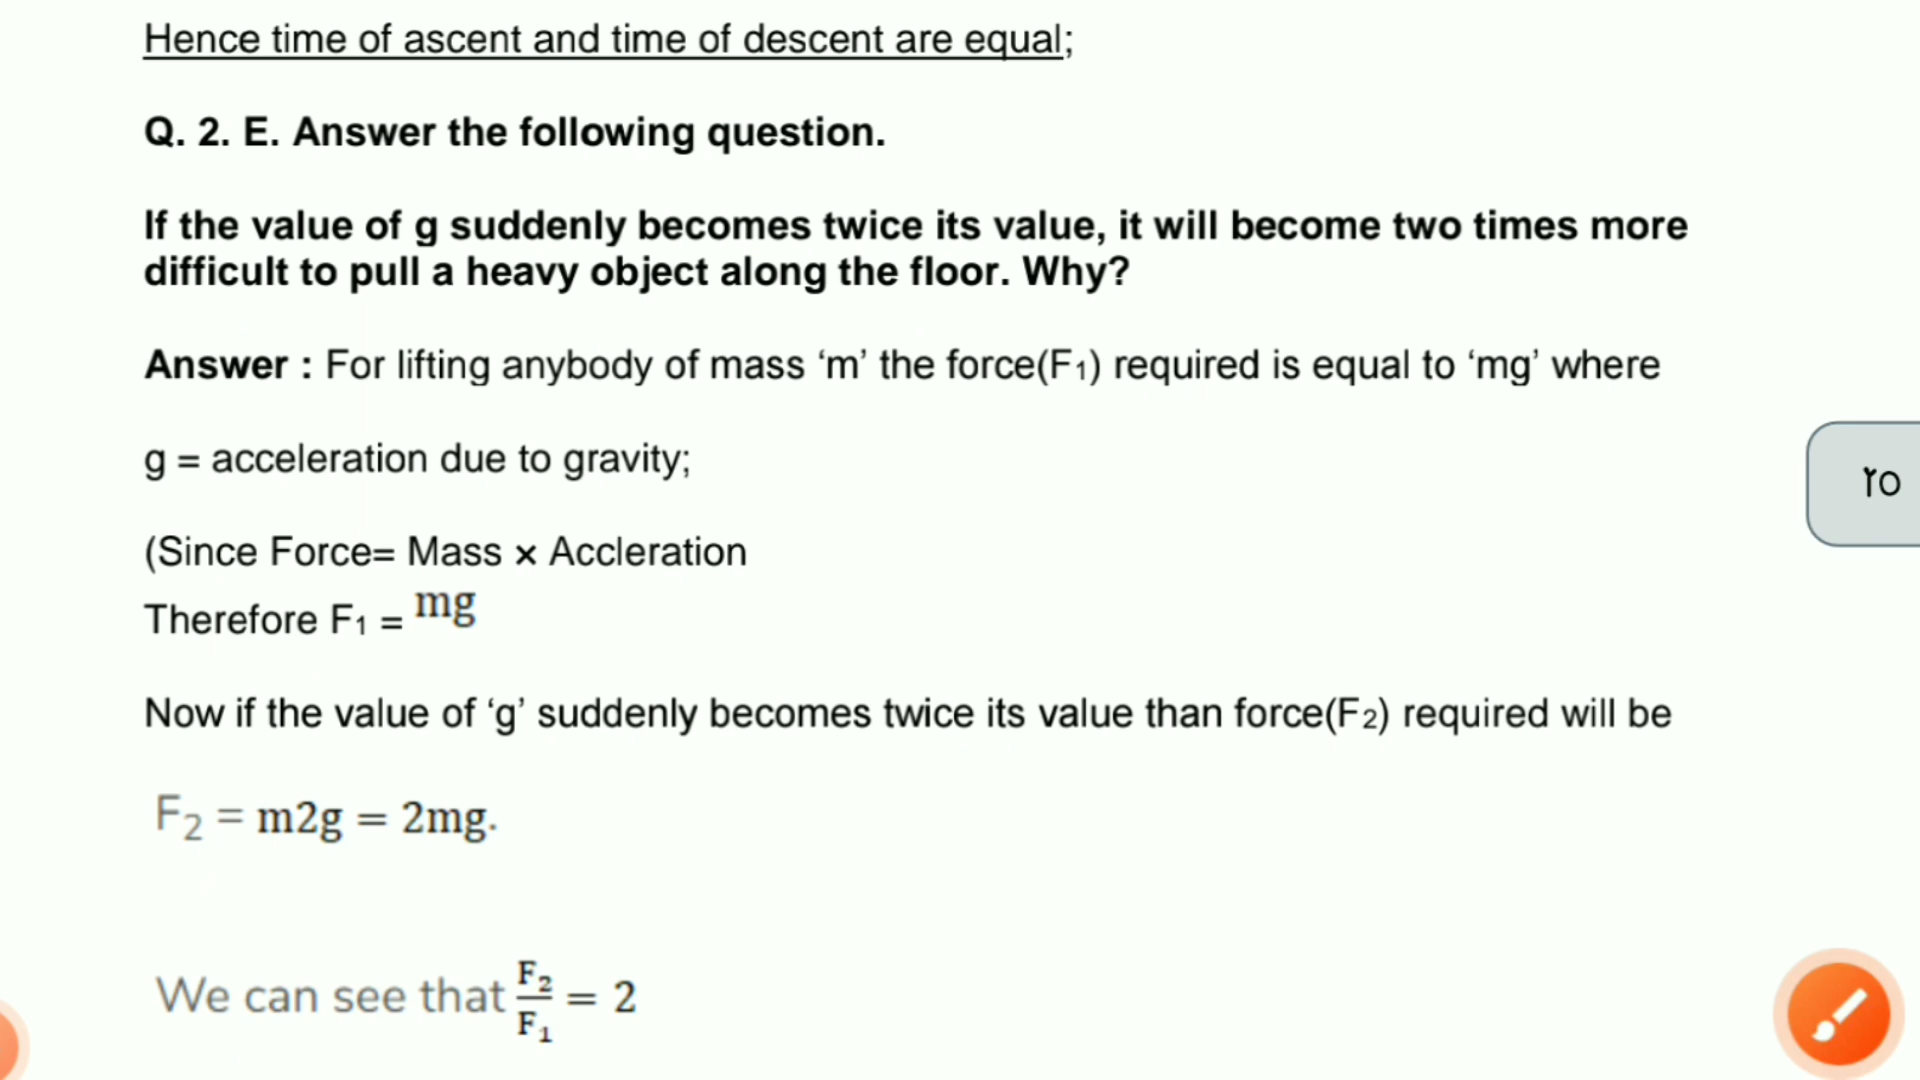 Hence time of ascent and time of descent are equal;
Q. 2. E. Answer the following question.
If the value of g suddenly becomes twice its value, it will become two times more
difficult to pull a heavy object along the floor. Why?
Answer : For lifting anybody of mass ‘m’ the force(F₁) required is equal to ‘mg’ where
g = acceleration due to gravity;
٢٥
(Since Force= Mass × Accleration
Therefore F₁ = mg
Now if the value of ‘g’ suddenly becomes twice its value than force(F₂) required will be
F₂ = m2g = 2mg.
We can see that F₂/F₁ = 2